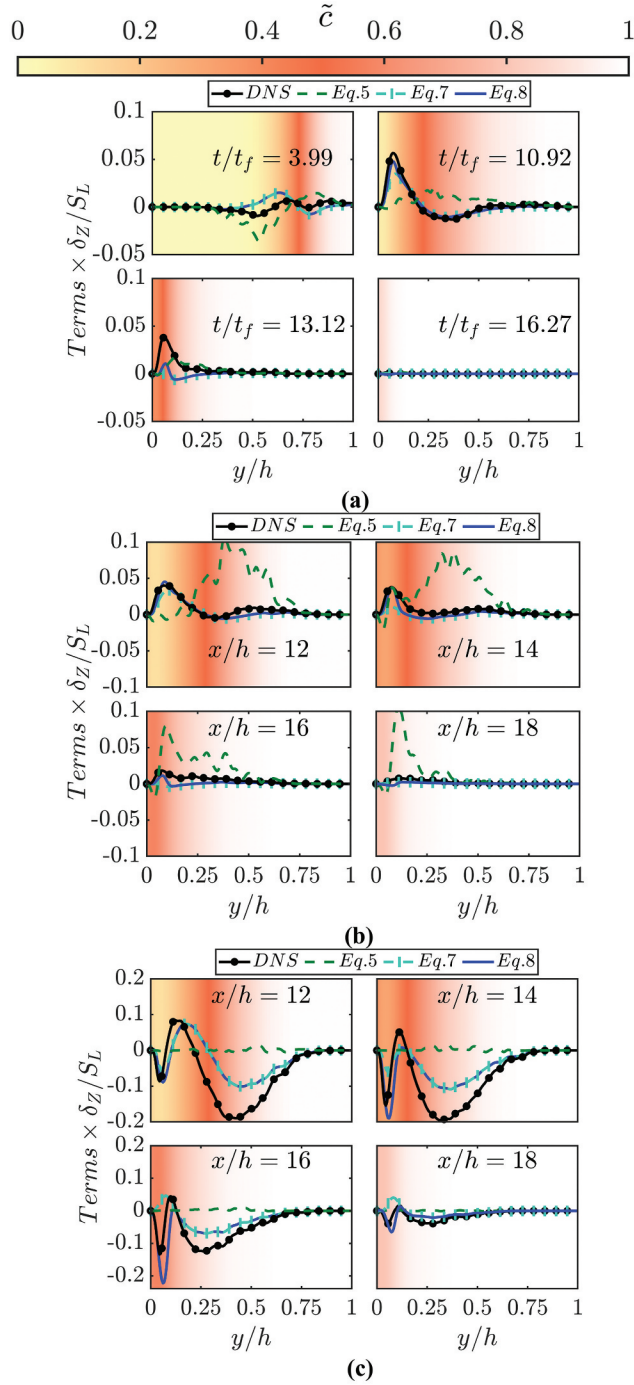 c̃
0 0.2 0.4 0.6 0.8 1
DNS Eq.5 Eq.7 Eq.8
0.1 0.05 0 -0.05
t/t_f = 3.99 t/t_f = 10.92
Terms × δ_Z/S_L
0.1 0.05 0 -0.05
t/t_f = 13.12 t/t_f = 16.27
0 0.25 0.5 0.75 1 0 0.25 0.5 0.75 1
y/h y/h
(a)
DNS Eq.5 Eq.7 Eq.8
0.1 0.05 0 -0.05 -0.1
x/h = 12 x/h = 14
Terms × δ_Z/S_L
0.1 0.05 0 -0.05 -0.1
x/h = 16 x/h = 18
0 0.25 0.5 0.75 1 0 0.25 0.5 0.75 1
y/h y/h
(b)
DNS Eq.5 Eq.7 Eq.8
0.2 0.1 0 -0.1 -0.2
x/h = 12 x/h = 14
Terms × δ_Z/S_L
0.2 0.1 0 -0.1 -0.2
x/h = 16 x/h = 18
0 0.25 0.5 0.75 1 0 0.25 0.5 0.75 1
y/h y/h
(c)